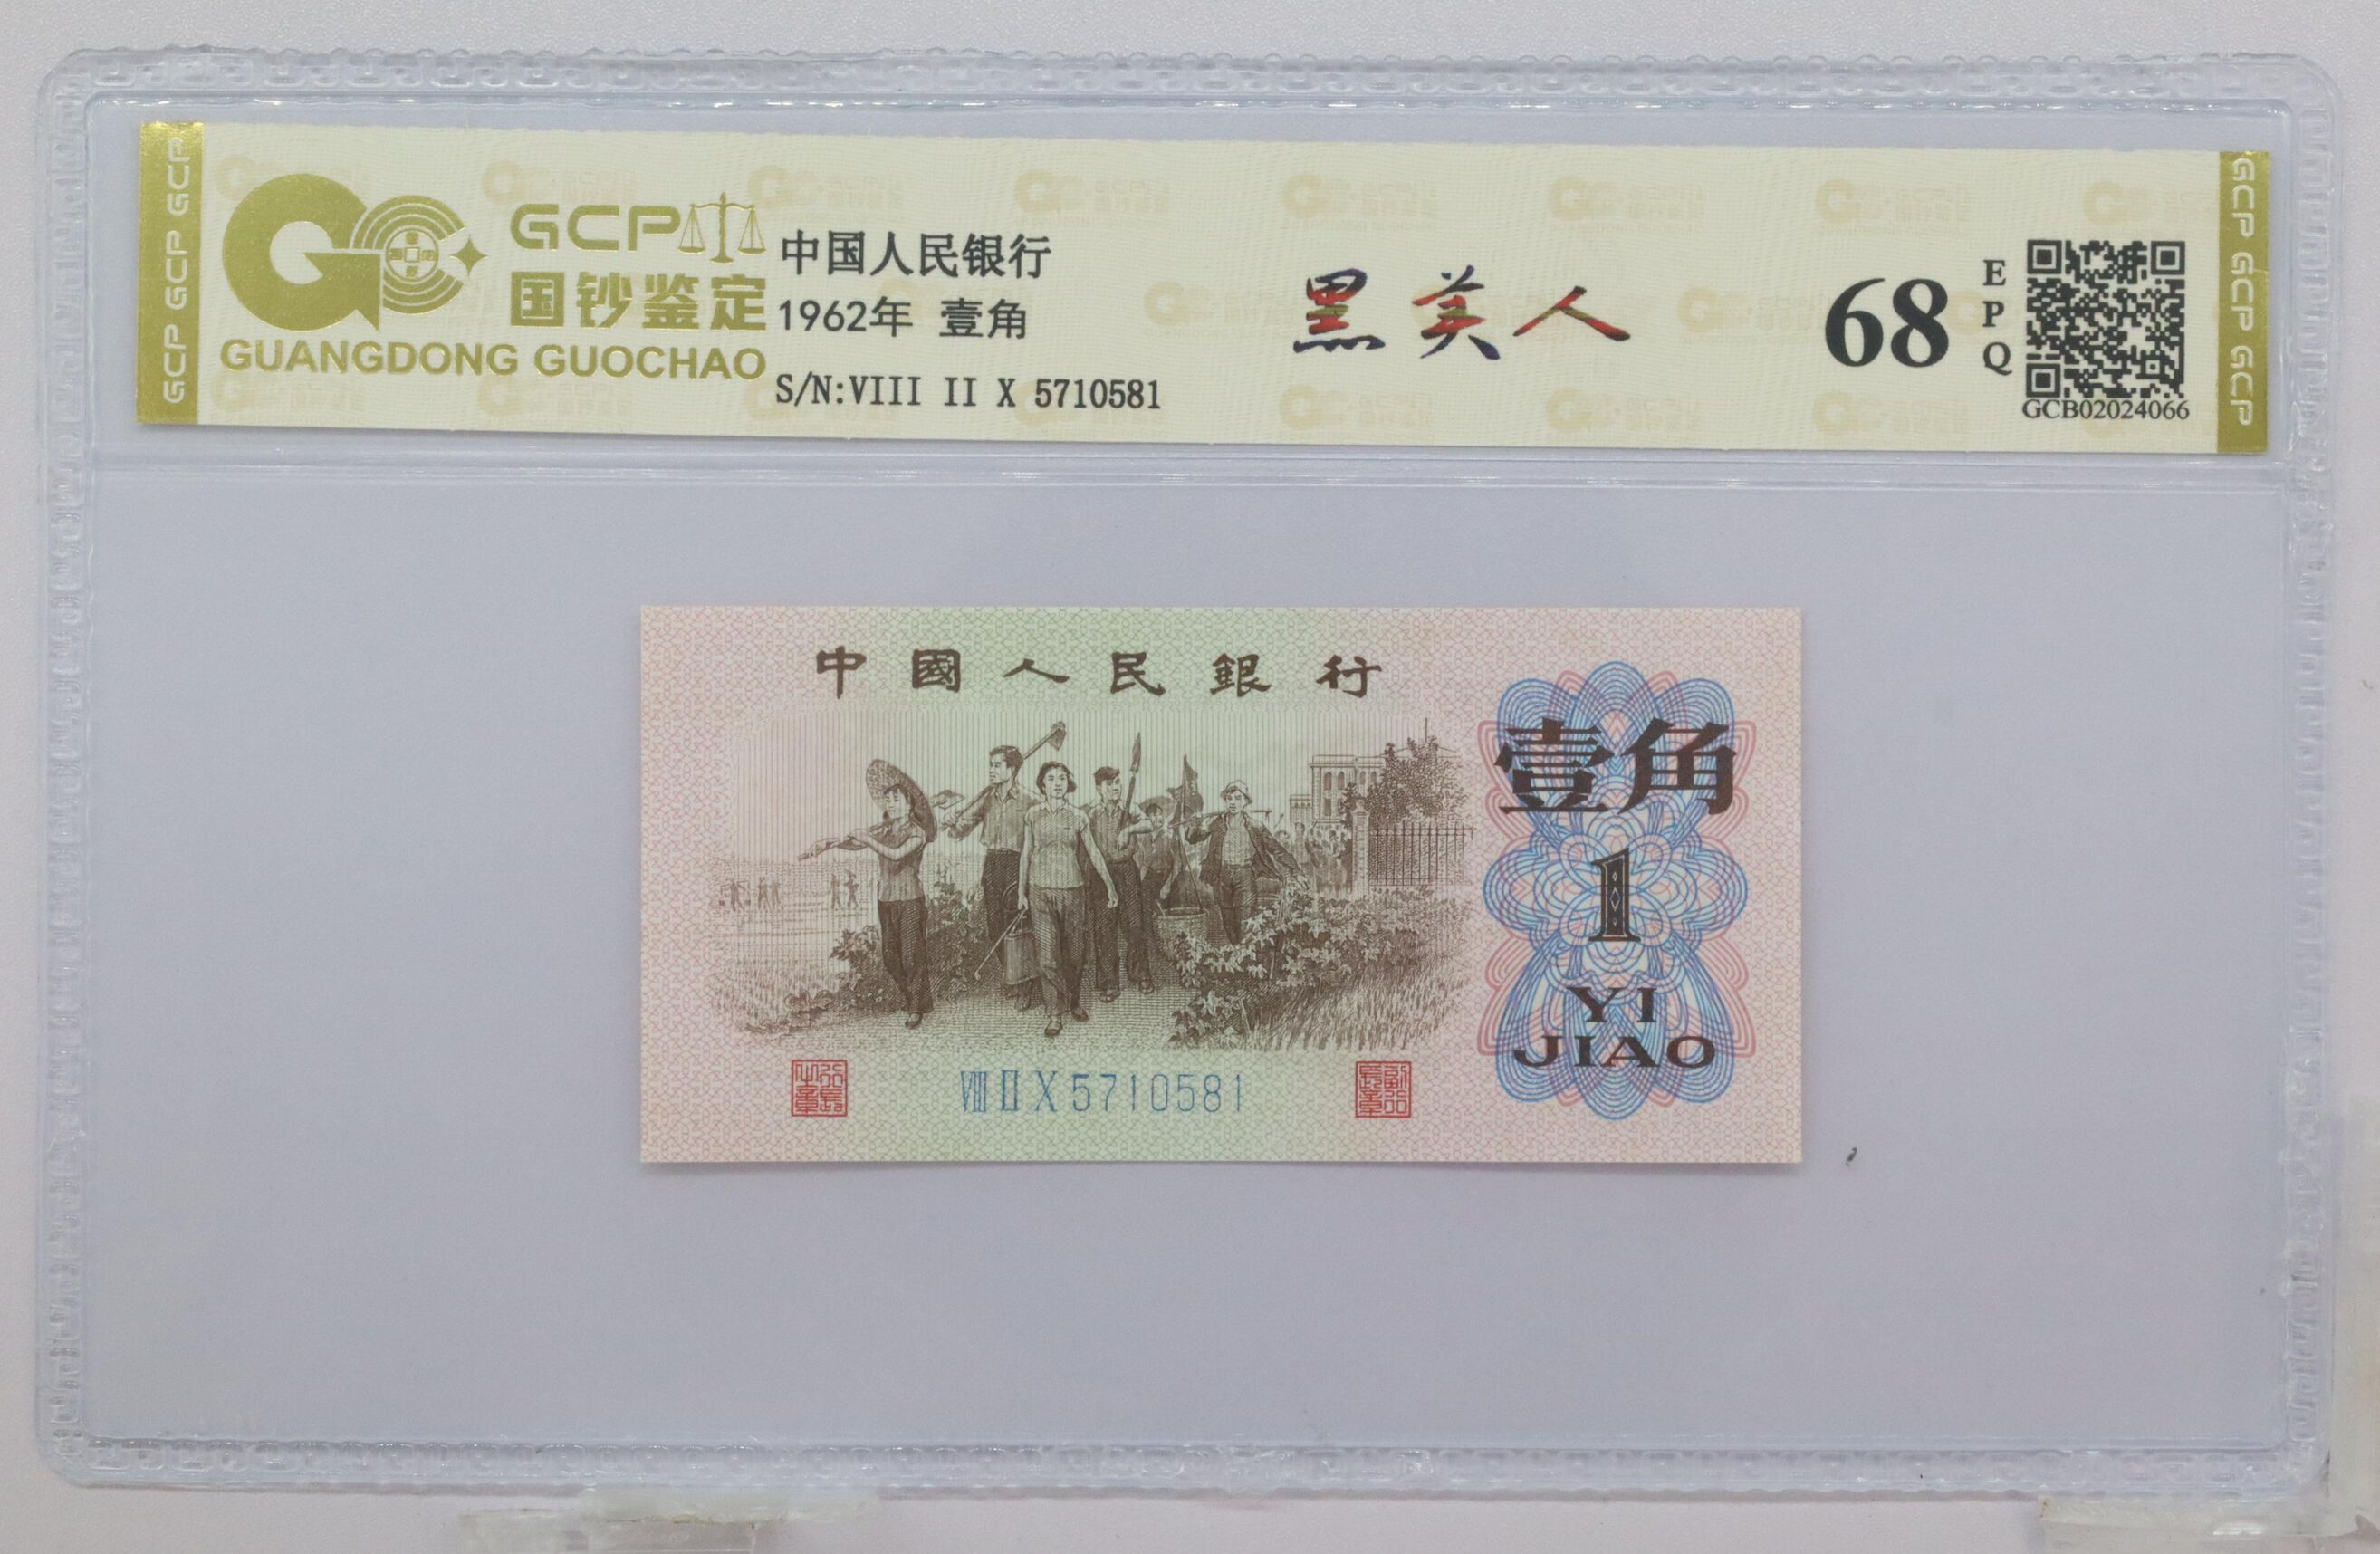 GCP GCP GCP
GCP
国钞鉴定
GUANGDONG GUOCHAO
中国人民银行
1962年 壹角
S/N:VIII II X 5710581
黑美人
68
EPQ
GCB02024066
GCP GCP GCP
中國人民銀行
壹角
1
YI
JIAO
VIII II X 5710581